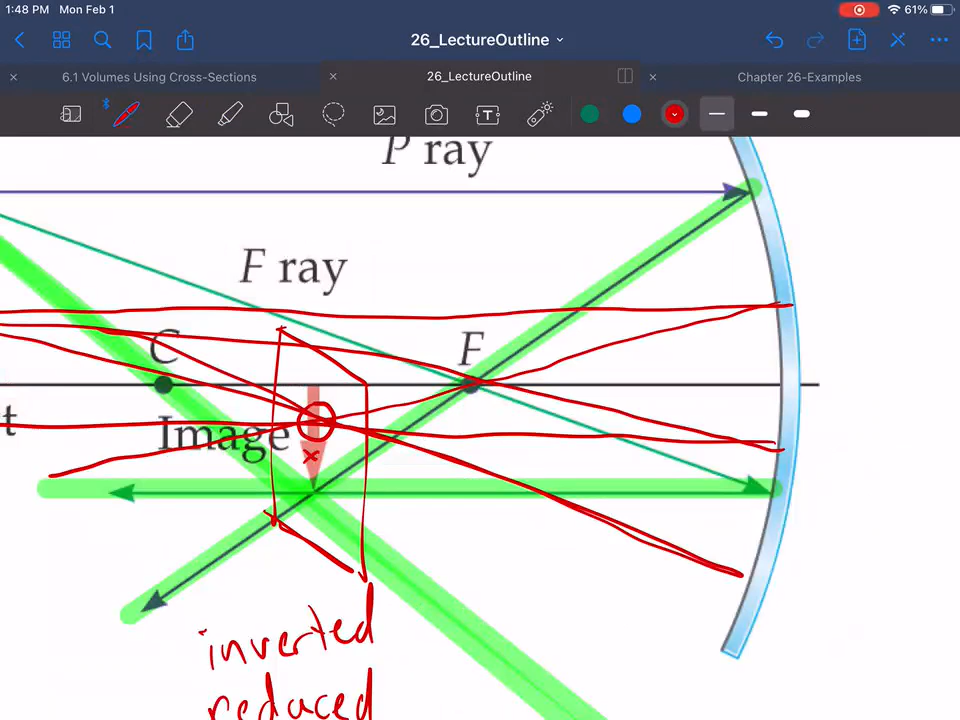 1:48 PM Mon Feb 1
61%
26_LectureOutline
6.1 Volumes Using Cross-Sections
26_LectureOutline
Chapter 26-Examples
T
P ray
F ray
C
F
t
Image
x
inverted
reduced